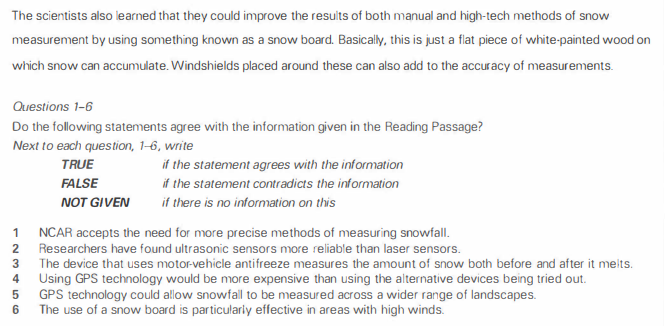 The scientists also learned that they could improve the results of both manual and high-tech methods of snow
measurement by using something known as a snow board. Basically, this is just a flat piece of white-painted wood on
which snow can accumulate. Windshields placed around these can also add to the accuracy of measurements.
Questions 1–6
Do the following statements agree with the information given in the Reading Passage?
Next to each question, 1–6, write
TRUE if the statement agrees with the information
FALSE if the statement contradicts the information
NOT GIVEN if there is no information on this
1 NCAR accepts the need for more precise methods of measuring snowfall.
2 Researchers have found ultrasonic sensors more reliable than laser sensors.
3 The device that uses motor-vehicle antifreeze measures the amount of snow both before and after it melts.
4 Using GPS technology would be more expensive than using the alternative devices being tried out.
5 GPS technology could allow snowfall to be measured across a wider range of landscapes.
6 The use of a snow board is particularly effective in areas with high winds.